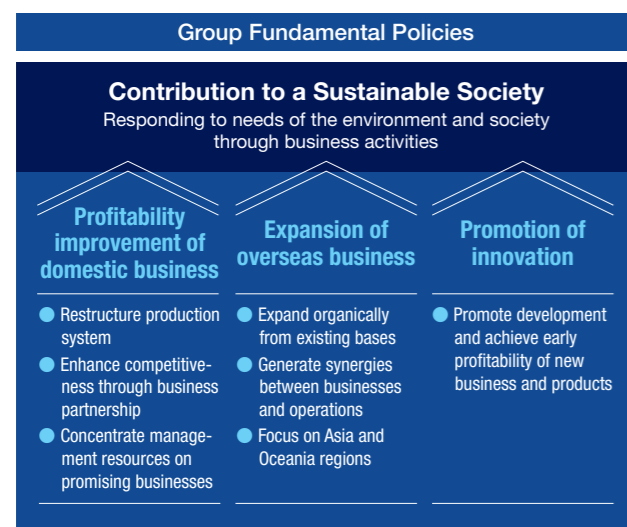 Group Fundamental Policies
Contribution to a Sustainable Society
Responding to needs of the environment and society
through business activities
Profitability
improvement of
domestic business
● Restructure production
system
● Enhance competitive-
ness through business
partnership
● Concentrate manage-
ment resources on
promising businesses
Expansion of
overseas business
● Expand organically
from existing bases
● Generate synergies
between businesses
and operations
● Focus on Asia and
Oceania regions
Promotion of
innovation
● Promote development
and achieve early
profitability of new
business and products